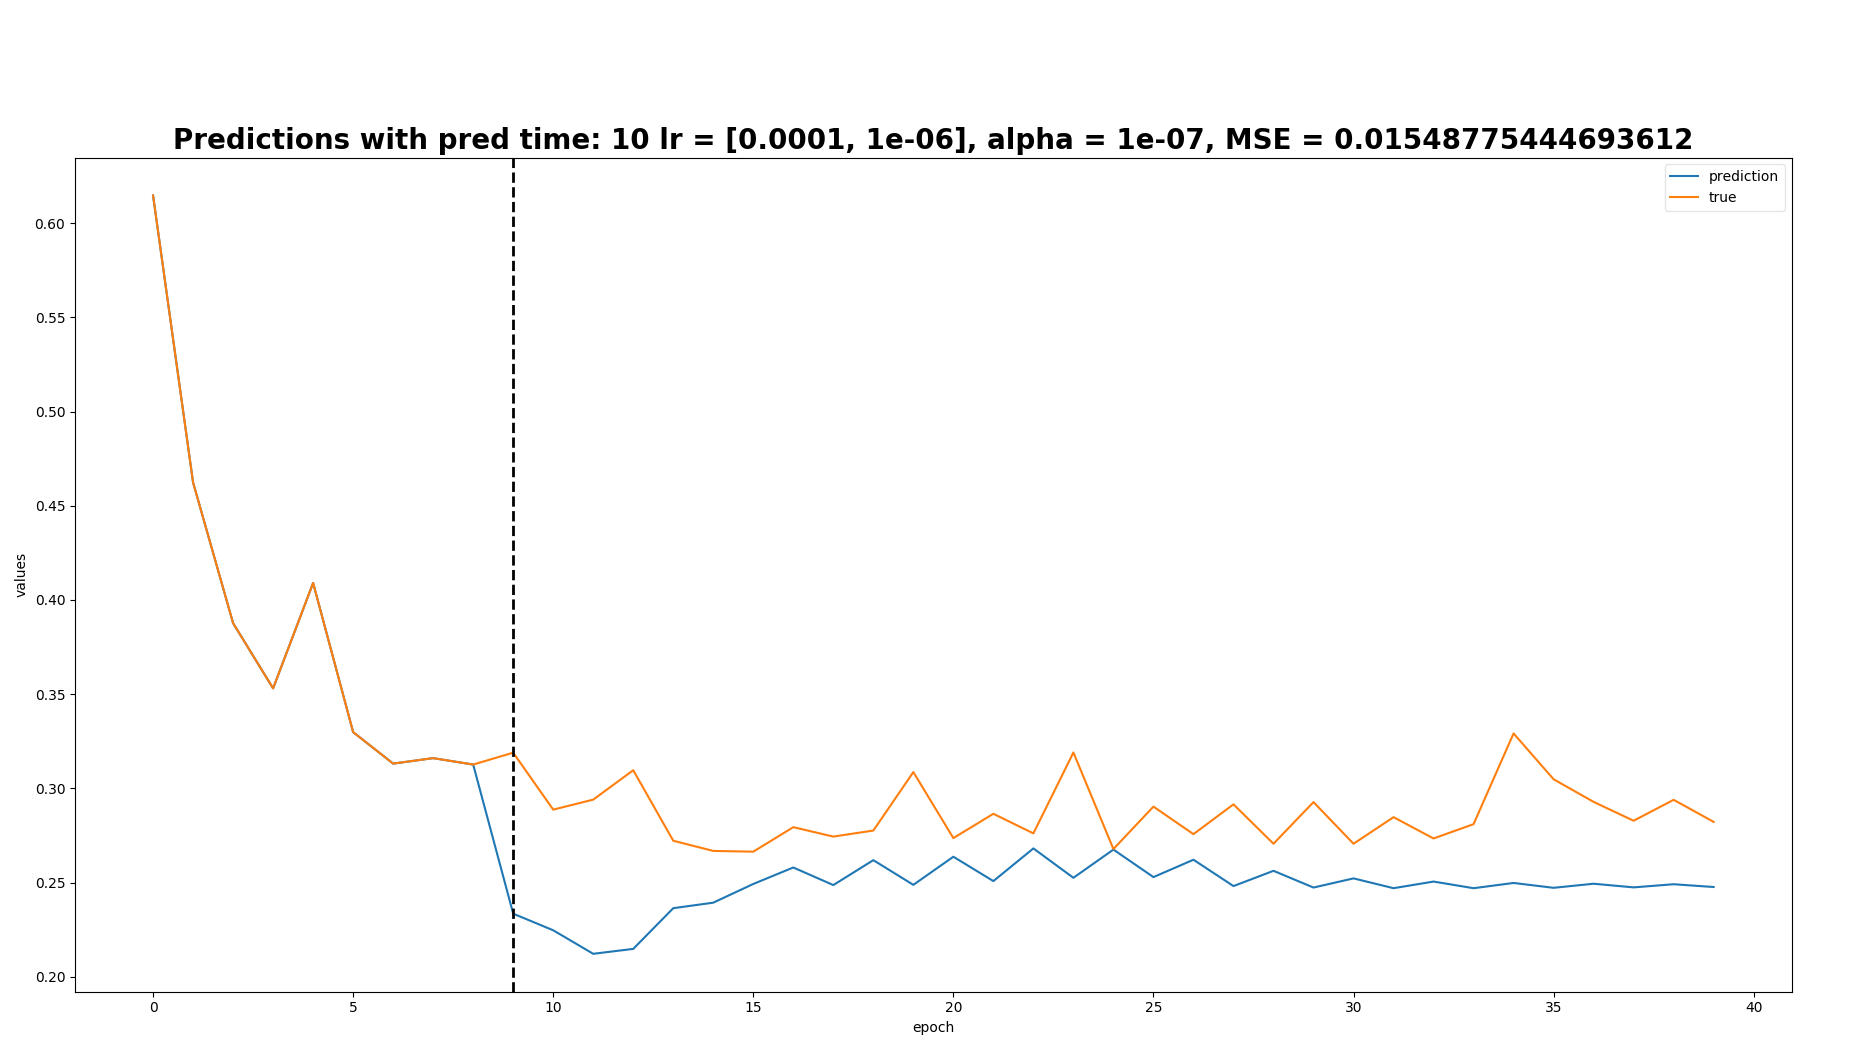 Predictions with pred time: 10 lr = [0.0001, 1e-06], alpha = 1e-07, MSE = 0.01548775444693612
prediction
true
0.60
0.55
0.50
0.45
0.40
0.35
0.30
0.25
0.20
values
0 5 10 15 20 25 30 35 40
epoch